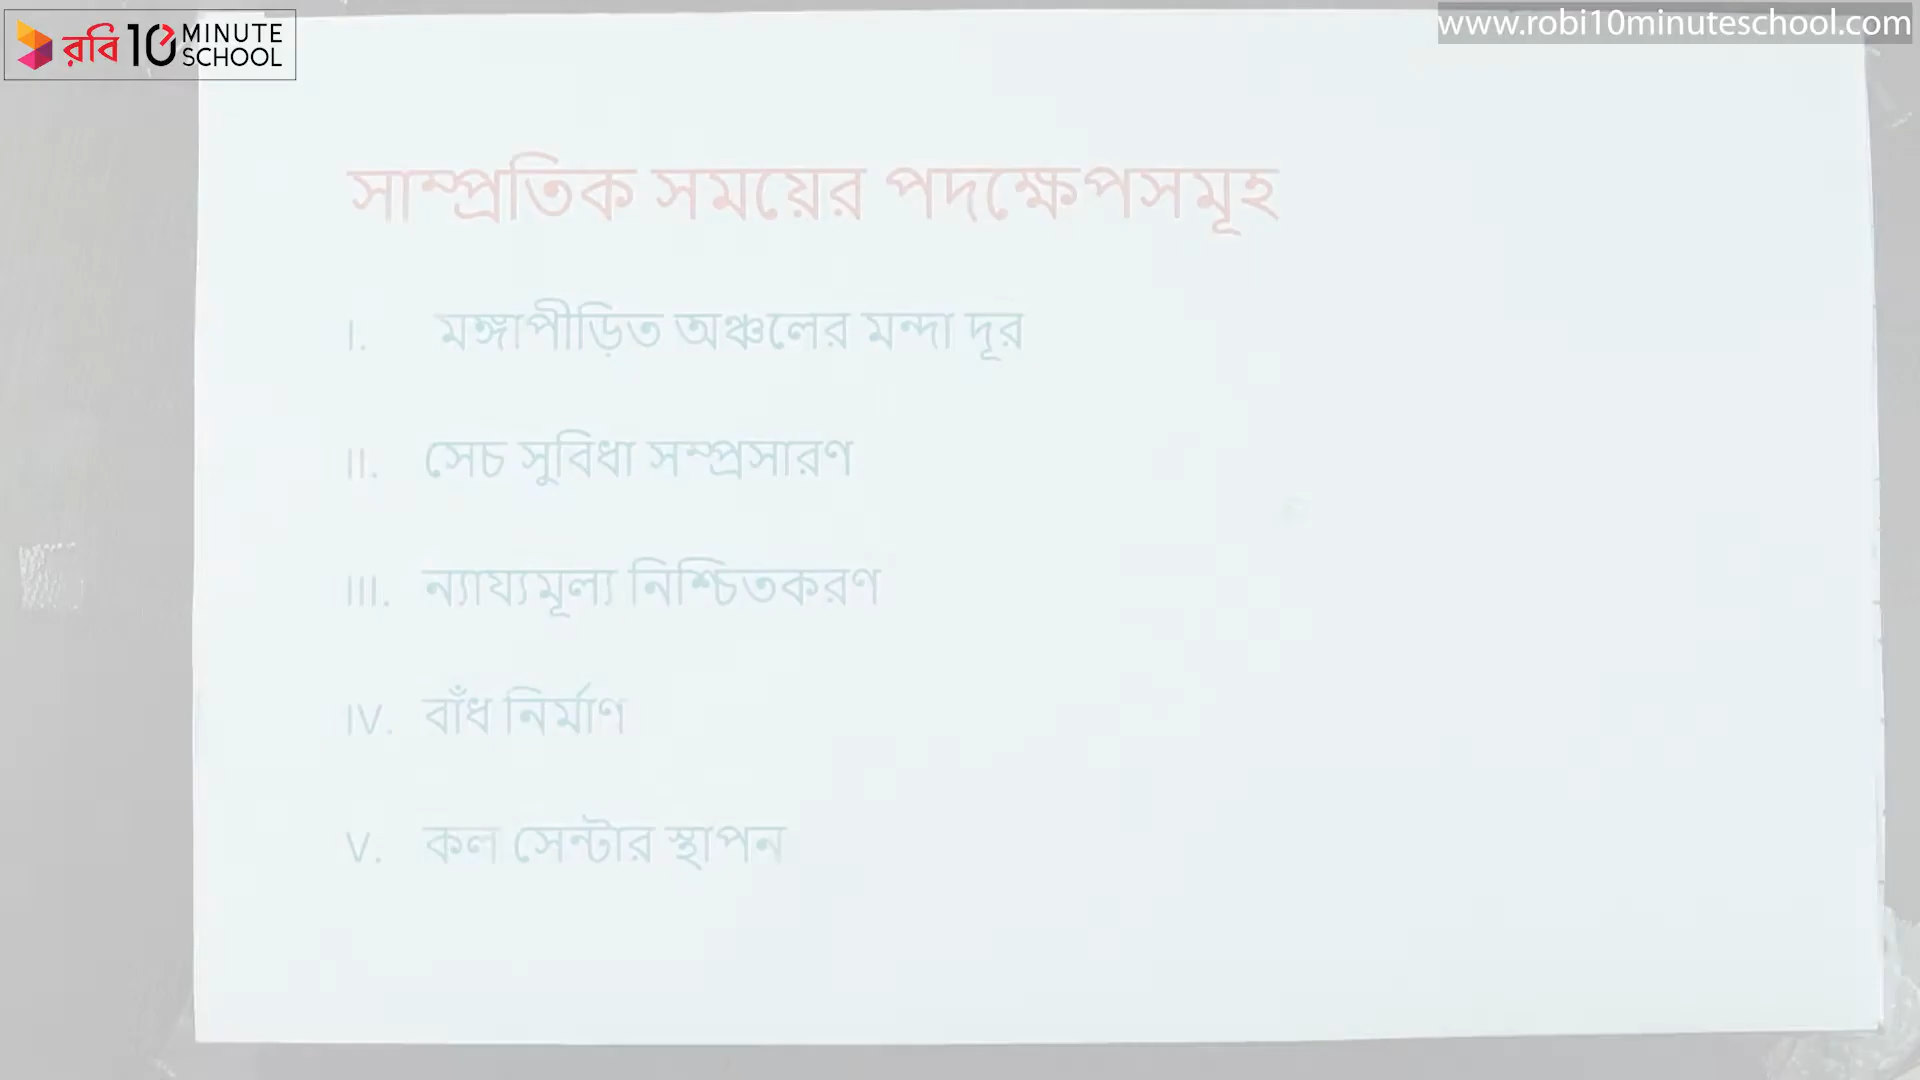 রবি 10 MINUTE SCHOOL
www.robi10minuteschool.com
সাম্প্রতিক সময়ের পদক্ষেপসমূহ
I. মঙ্গাপীড়িত অঞ্চলের মন্দা দূর
II. সেচ সুবিধা সম্প্রসারণ
III. ন্যায্যমূল্য নিশ্চিতকরণ
IV. বাঁধ নির্মাণ
V. কল সেন্টার স্থাপন